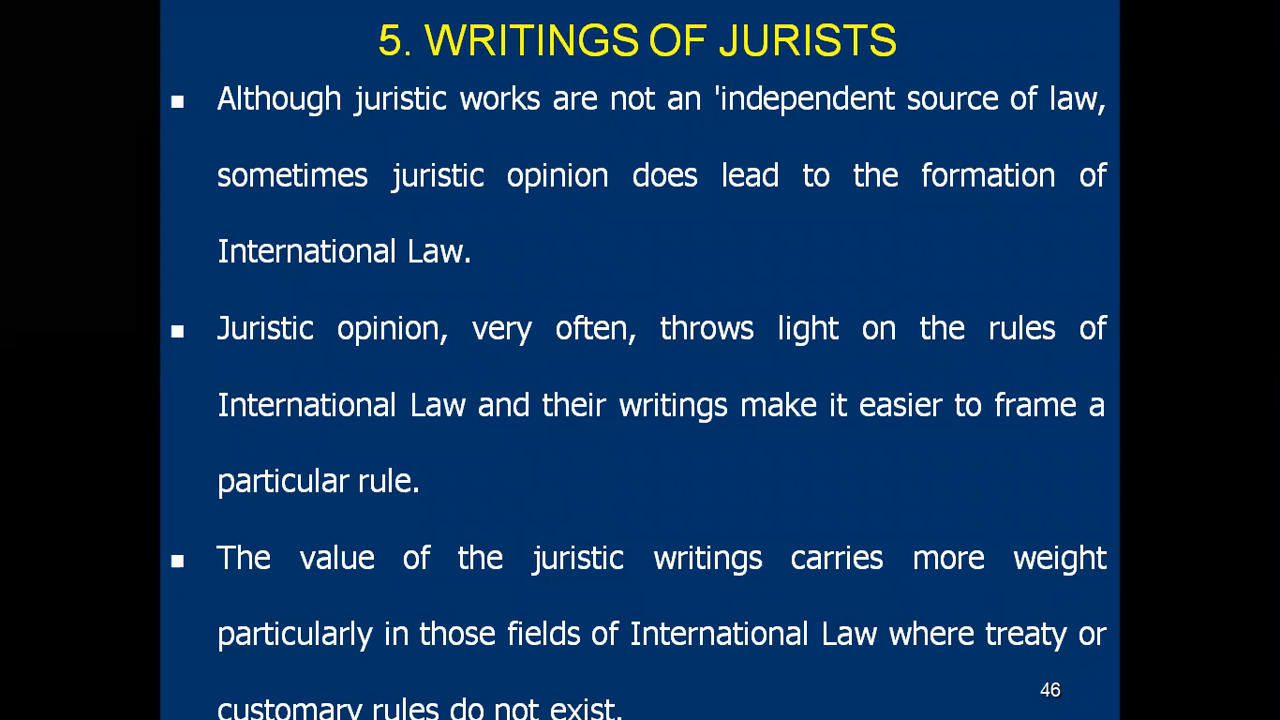 5. WRITINGS OF JURISTS
▪ Although juristic works are not an 'independent source of law,
sometimes juristic opinion does lead to the formation of
International Law.
▪ Juristic opinion, very often, throws light on the rules of
International Law and their writings make it easier to frame a
particular rule.
▪ The value of the juristic writings carries more weight
particularly in those fields of International Law where treaty or
customary rules do not exist.
46